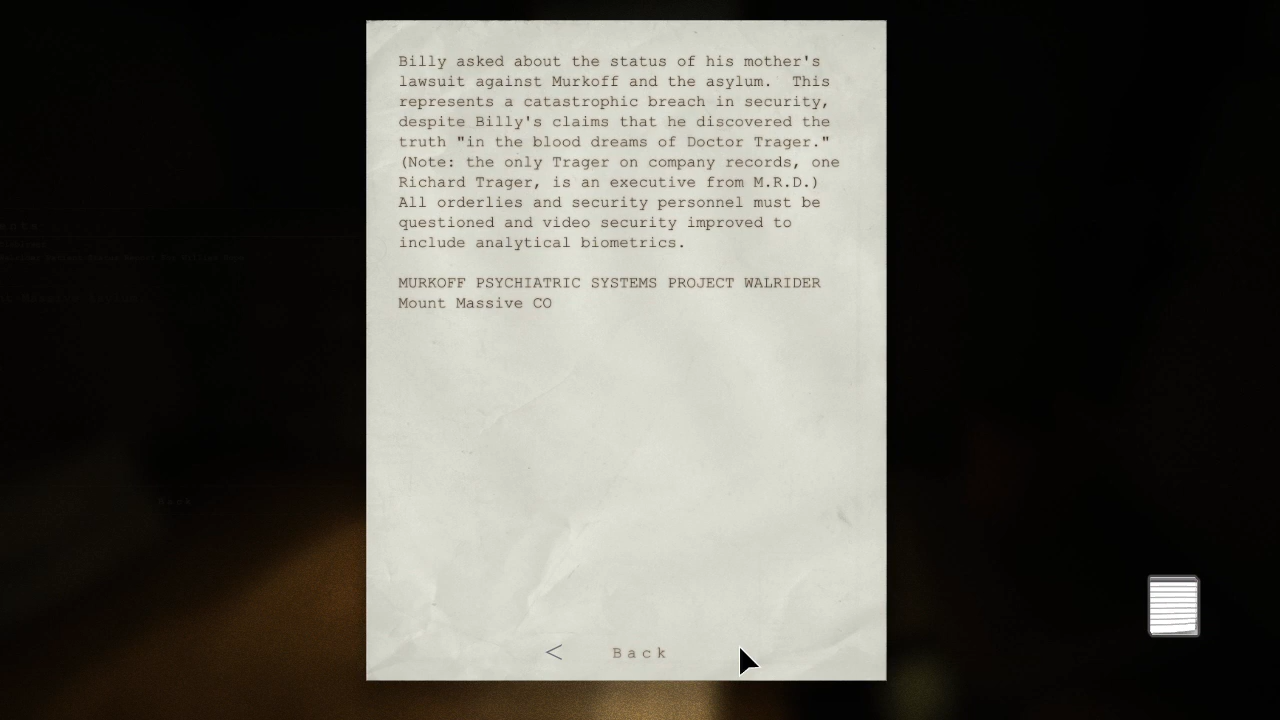 Billy asked about the status of his mother's
lawsuit against Murkoff and the asylum.  This
represents a catastrophic breach in security,
despite Billy's claims that he discovered the
truth "in the blood dreams of Doctor Trager."
(Note: the only Trager on company records, one
Richard Trager, is an executive from M.R.D.)
All orderlies and security personnel must be
questioned and video security improved to
include analytical biometrics.

MURKOFF PSYCHIATRIC SYSTEMS PROJECT WALRIDER
Mount Massive CO
< Back